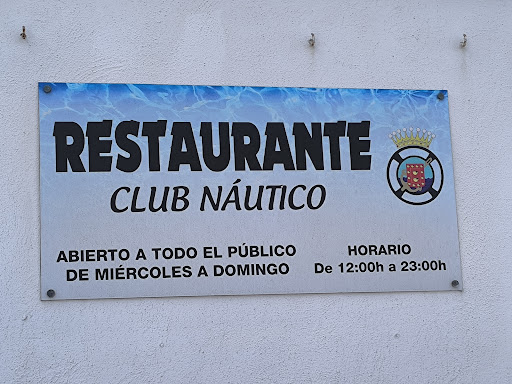 RESTAURANTE
CLUB NÁUTICO
ABIERTO A TODO EL PÚBLICO
DE MIÉRCOLES A DOMINGO
HORARIO
De 12:00h a 23:00h